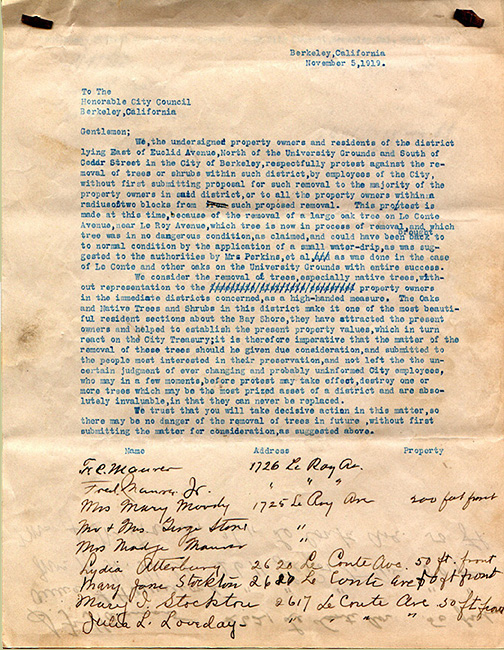 Berkeley,California
November 5,1919.
To The
Honorable City Council
Berkeley,California
Gentlemen;
We,the undersigned property owners and residents of the district
lying East of Euclid Avenue,North of the University Grounds and South of
Cedar Street in the City of Berkeley,respectfully protest against the re-
moval of trees or shrubs within such district,by employees of the City,
without first submitting proposal for such removal to the majority of the
property owners in said district,or to all the property owners within a
radius of two blocks from each proposed removal. This protest is
made at this time,because of the removal of a large oak tree on Le Conte
Avenue,near Le Roy Avenue,which tree is now in process of removal,and which
tree was in no dangerous condition,as claimed,and could have been brought back to
to normal condition by the application of a small water-drip,as was sug-
gested to the authorities by Mrs Perkins,et al as was done in the case
of Le Conte and other oaks on the University Grounds with entire success.
We consider the removal of trees,especially native trees,with-
out representation to the property owners
in the immediate districts concerned,as a high-handed measure. The Oaks
and Native Trees and Shrubs in this district make it one of the most beauti-
ful resident sections about the Bay Shore,they have attracted the present
owners and helped to establish the present property values,which in turn
react on the City Treasury;it is therefore imperative that the matter of the
removal of these trees should be given due consideration,and submitted to
the people most interested in their preservation,and not left the the un-
certain judgment of ever changing and probably uninformed City employees,
who may in a few moments,before protest may take effect,destroy one or
more trees which may be the most prized asset of a district and are abso-
lutely invaluable,in that they can never be replaced.
We trust that you will take decisive action in this matter,so
there may be no danger of the removal of trees in future ,without first
submitting the matter for consideration,as suggested above.
Name Address Property
Fr. C. Maurer 1726 Le Roy Av.
Fred. Maurer Jr. " " "
Mrs Mary Moody 1725 Le Roy Ave 200 feet front
Mr & Mrs. George Stone "
Mrs Madge Maurer "
Lydia Atterbury 2620 Le Conte Ave. 50 ft. front
Mary Jane Stockton 2620 Le Conte Ave 50 ft front
Mary I. Stockton 2617 Le Conte Ave 50 ft front
Julia L. Loveday - " " " "